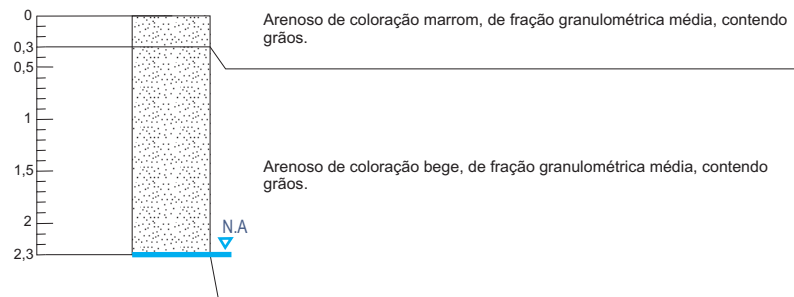 0
Arenoso de coloração marrom, de fração granulométrica média, contendo
grãos.
0,3
0,5
1
1,5
Arenoso de coloração bege, de fração granulométrica média, contendo
grãos.
2
N.A
2,3